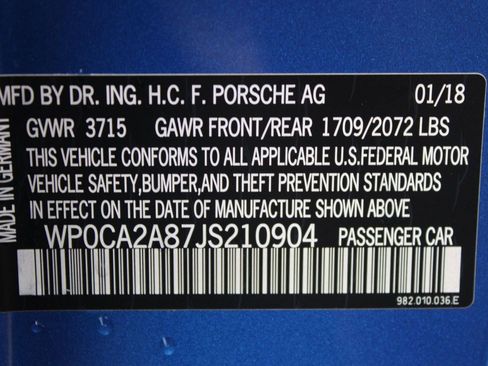 MFD BY DR. ING. H.C. F. PORSCHE AG 01/18
GVWR 3715 GAWR FRONT/REAR 1709/2072 LBS
THIS VEHICLE CONFORMS TO ALL APPLICABLE U.S.FEDERAL MOTOR
VEHICLE SAFETY,BUMPER,AND THEFT PREVENTION STANDARDS
IN EFFECT ON THE DATE OF MANUFACTURE SHOWN ABOVE
WP0CA2A87JS210904 PASSENGER CAR
982.010.036.E
MADE IN GERMANY